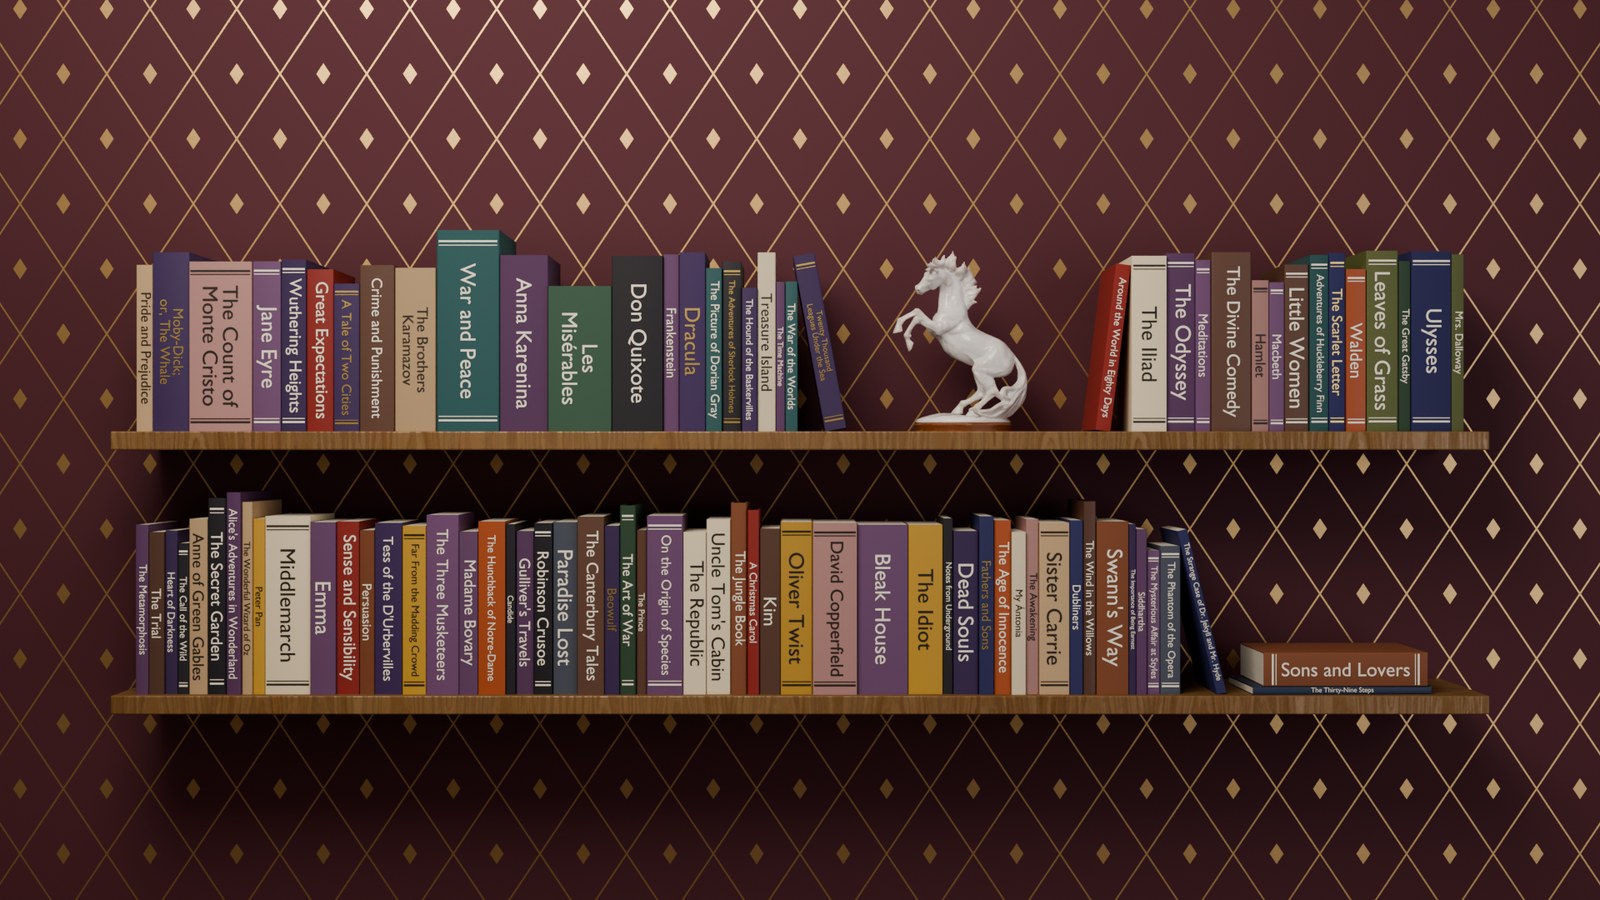 Pride and Prejudice
Moby-Dick;
or, The Whale
The Count of
Monte Cristo
Jane Eyre
Wuthering Heights
Great Expectations
A Tale of Two Cities
Crime and Punishment
The Brothers
Karamazov
War and Peace
Anna Karenina
Les
Misérables
Don Quixote
Frankenstein
Dracula
The Picture of Dorian Gray
The Adventures of Sherlock Holmes
The Hound of the Baskervilles
Treasure Island
The Time Machine
The War of the Worlds
Twenty Thousand
Leagues Under the Sea
Around the World in Eighty Days
The Iliad
The Odyssey
Meditations
The Divine Comedy
Hamlet
Macbeth
Little Women
Adventures of Huckleberry Finn
The Scarlet Letter
Walden
Leaves of Grass
The Great Gatsby
Ulysses
Mrs. Dalloway
The Metamorphosis
The Trial
Heart of Darkness
The Call of the Wild
Anne of Green Gables
The Secret Garden
Alice's Adventures in Wonderland
The Wonderful Wizard of Oz
Peter Pan
Middlemarch
Emma
Sense and Sensibility
Persuasion
Tess of the D'Urbervilles
Far From the Madding Crowd
The Three Musketeers
Madame Bovary
The Hunchback of Notre-Dame
Candide
Gulliver's Travels
Robinson Crusoe
Paradise Lost
The Canterbury Tales
Beowulf
The Art of War
The Prince
On the Origin of Species
The Republic
Uncle Tom's Cabin
The Jungle Book
A Christmas Carol
Kim
Oliver Twist
David Copperfield
Bleak House
The Idiot
Notes from Underground
Dead Souls
Fathers and Sons
The Age of Innocence
My Ántonia
The Awakening
Sister Carrie
Dubliners
The Wind in the Willows
Swann's Way
The Importance of Being Earnest
Siddhartha
The Mysterious Affair at Styles
The Phantom of the Opera
The Strange Case of Dr. Jekyll and Mr. Hyde
Sons and Lovers
The Thirty-Nine Steps